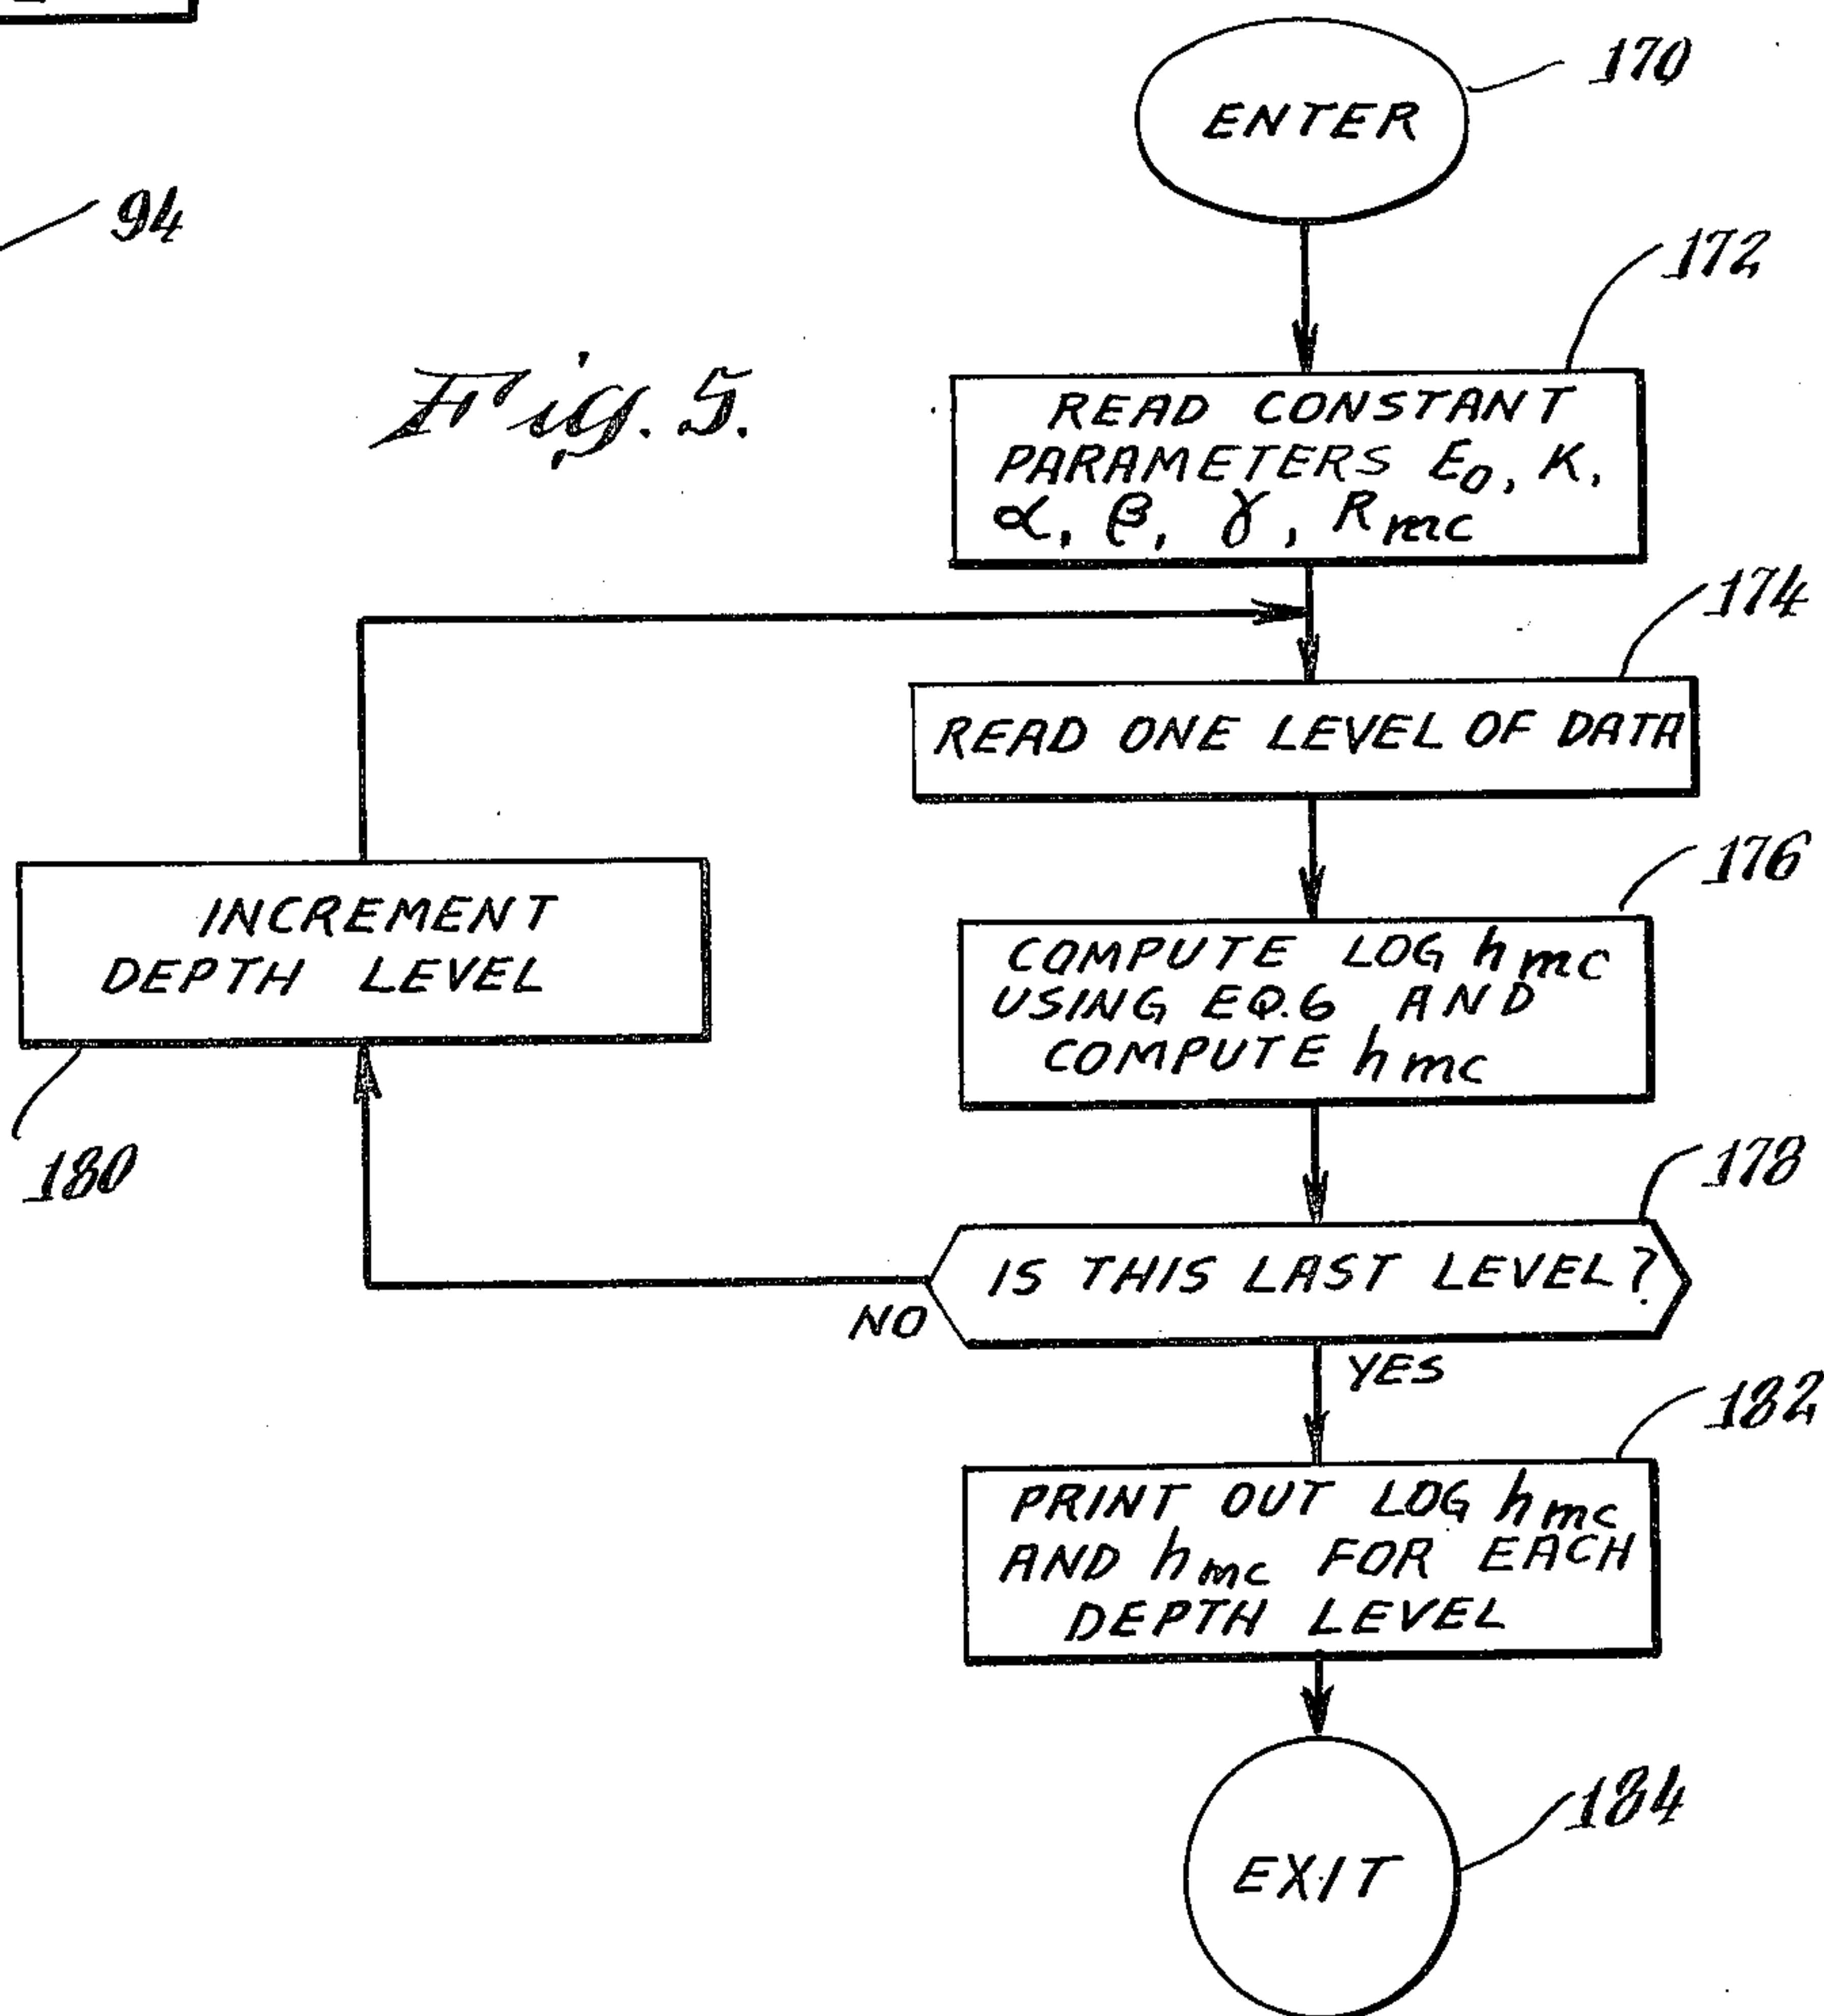 170
ENTER
94
172
Fig. 5.
READ CONSTANT
PARAMETERS E₀, K,
α, β, γ, Rmc
174
READ ONE LEVEL OF DATA
176
INCREMENT
DEPTH LEVEL
COMPUTE LOG hmc
USING EQ.6 AND
COMPUTE hmc
180
178
IS THIS LAST LEVEL?
NO
YES
182
PRINT OUT LOG hmc
AND hmc FOR EACH
DEPTH LEVEL
184
EXIT